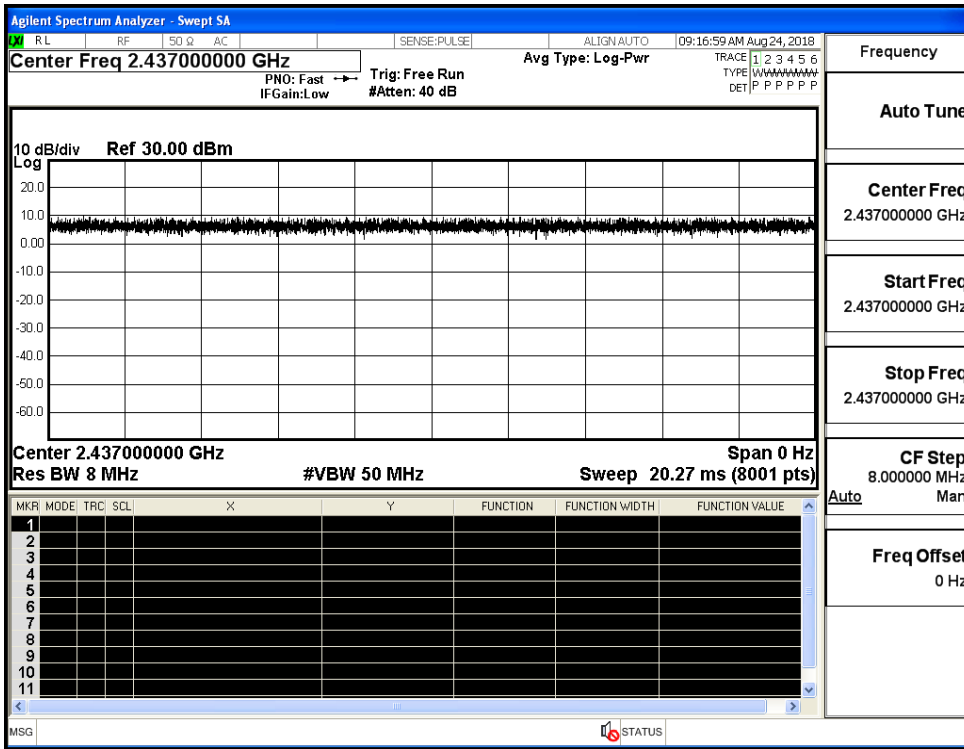 Agilent Spectrum Analyzer - Swept SA
LXI RL RF 50 Ω AC SENSE:PULSE ALIGN AUTO 09:16:59 AM Aug 24, 2018
Center Freq 2.437000000 GHz
Avg Type: Log-Pwr
TRACE 1 2 3 4 5 6
PNO: Fast
Trig: Free Run
TYPE
IFGain:Low
#Atten: 40 dB
DET P P P P P P
10 dB/div Ref 30.00 dBm
Log
20.0
10.0
0.00
-10.0
-20.0
-30.0
-40.0
-50.0
-60.0
Center 2.437000000 GHz Span 0 Hz
Res BW 8 MHz #VBW 50 MHz Sweep 20.27 ms (8001 pts)
MKR MODE TRC SCL X Y FUNCTION FUNCTION WIDTH FUNCTION VALUE
1
2
3
4
5
6
7
8
9
10
11
MSG STATUS
Frequency
Auto Tune
Center Freq
2.437000000 GHz
Start Freq
2.437000000 GHz
Stop Freq
2.437000000 GHz
CF Step
8.000000 MHz
Auto Man
Freq Offset
0 Hz